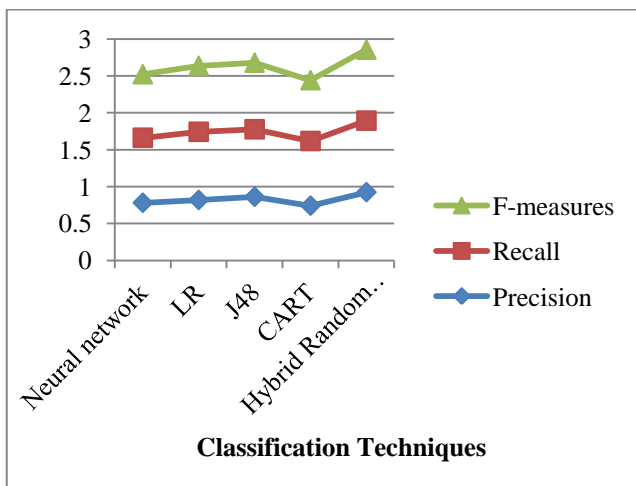 3
2.5
2
1.5
1
0.5
0
Neural network
LR
J48
CART
Hybrid Random..
F-measures
Recall
Precision
Classification Techniques